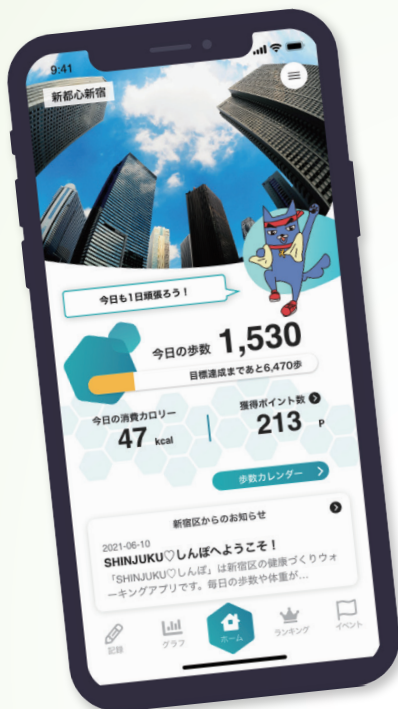 9:41
新都心新宿
今日も1日頑張ろう！
今日の歩数 1,530
目標達成まであと6,470歩
今日の消費カロリー
47 kcal
獲得ポイント数
213 P
歩数カレンダー
新宿区からのお知らせ
2021-06-10
SHINJUKU♡しんぽへようこそ！
「SHINJUKU♡しんぽ」は新宿区の健康づくりウォ
ーキングアプリです。毎日の歩数や体重が…
記録
グラフ
ホーム
ランキング
イベント